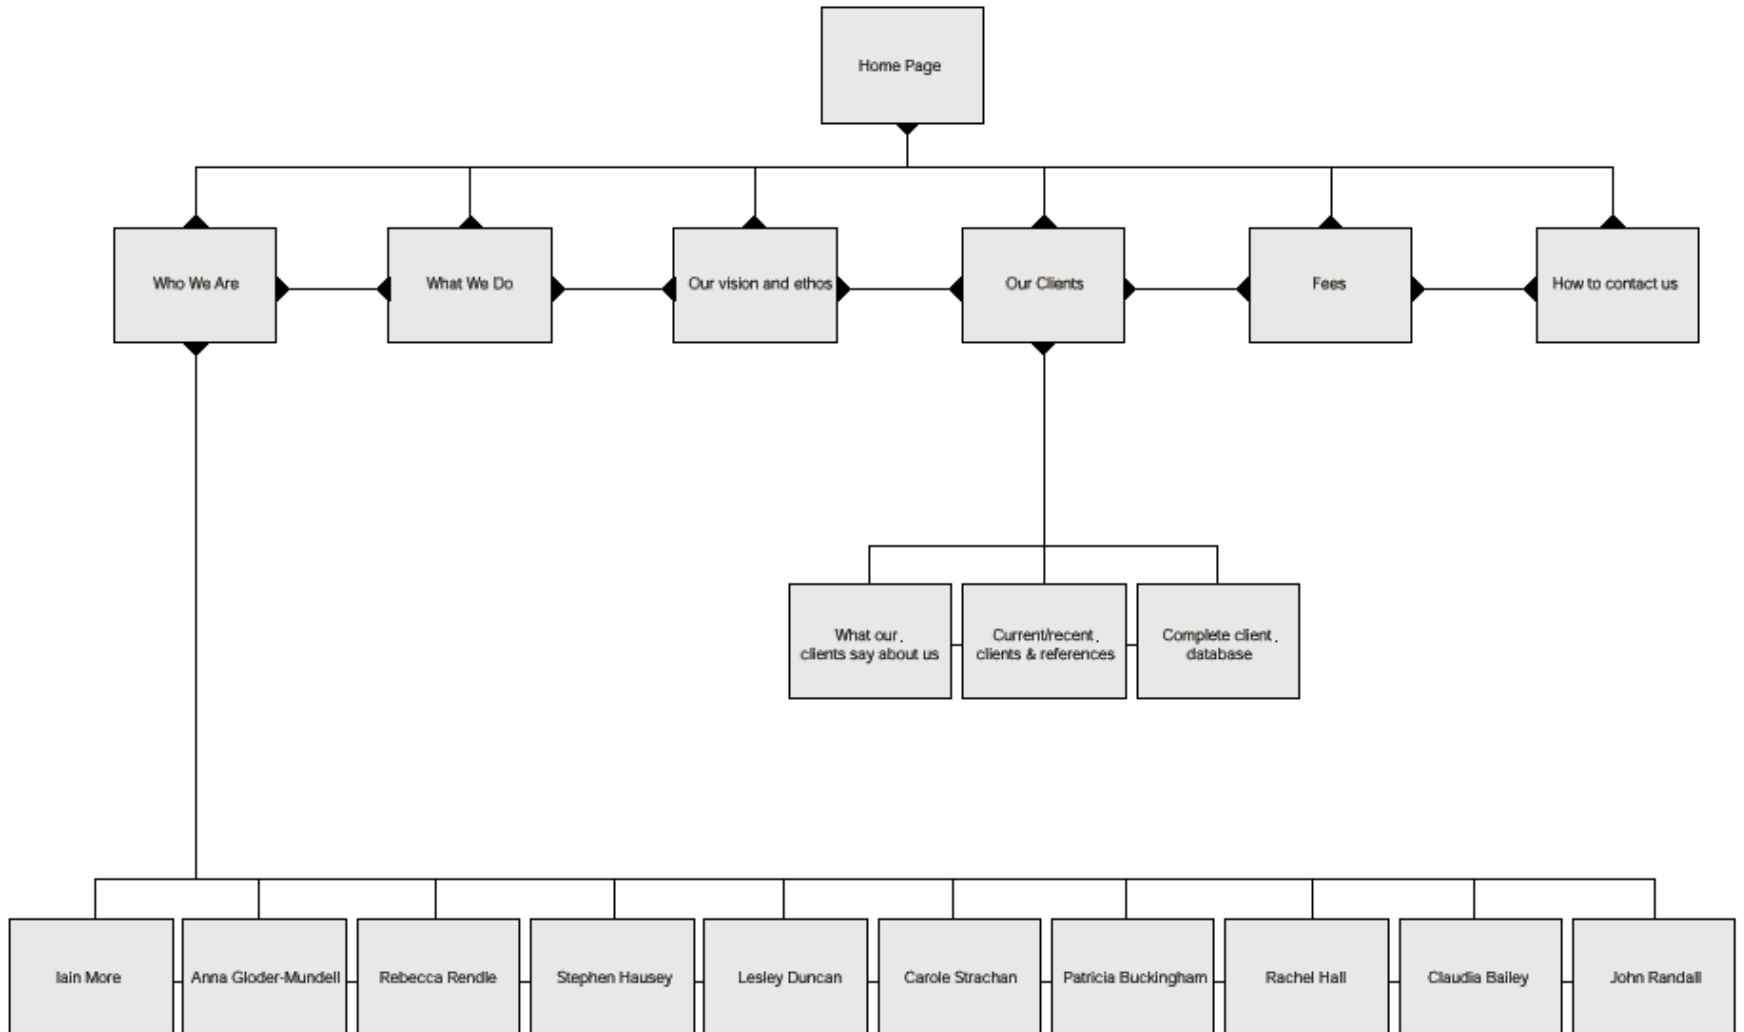 Home Page
Who We Are
What We Do
Our vision and ethos
Our Clients
Fees
How to contact us
What our.
clients say about us
Current/recent.
clients & references
Complete client.
database
Iain More
Anna Gloder-Mundell
Rebecca Rendle
Stephen Hausey
Lesley Duncan
Carole Strachan
Patricia Buckingham
Rachel Hall
Claudia Bailey
John Randall